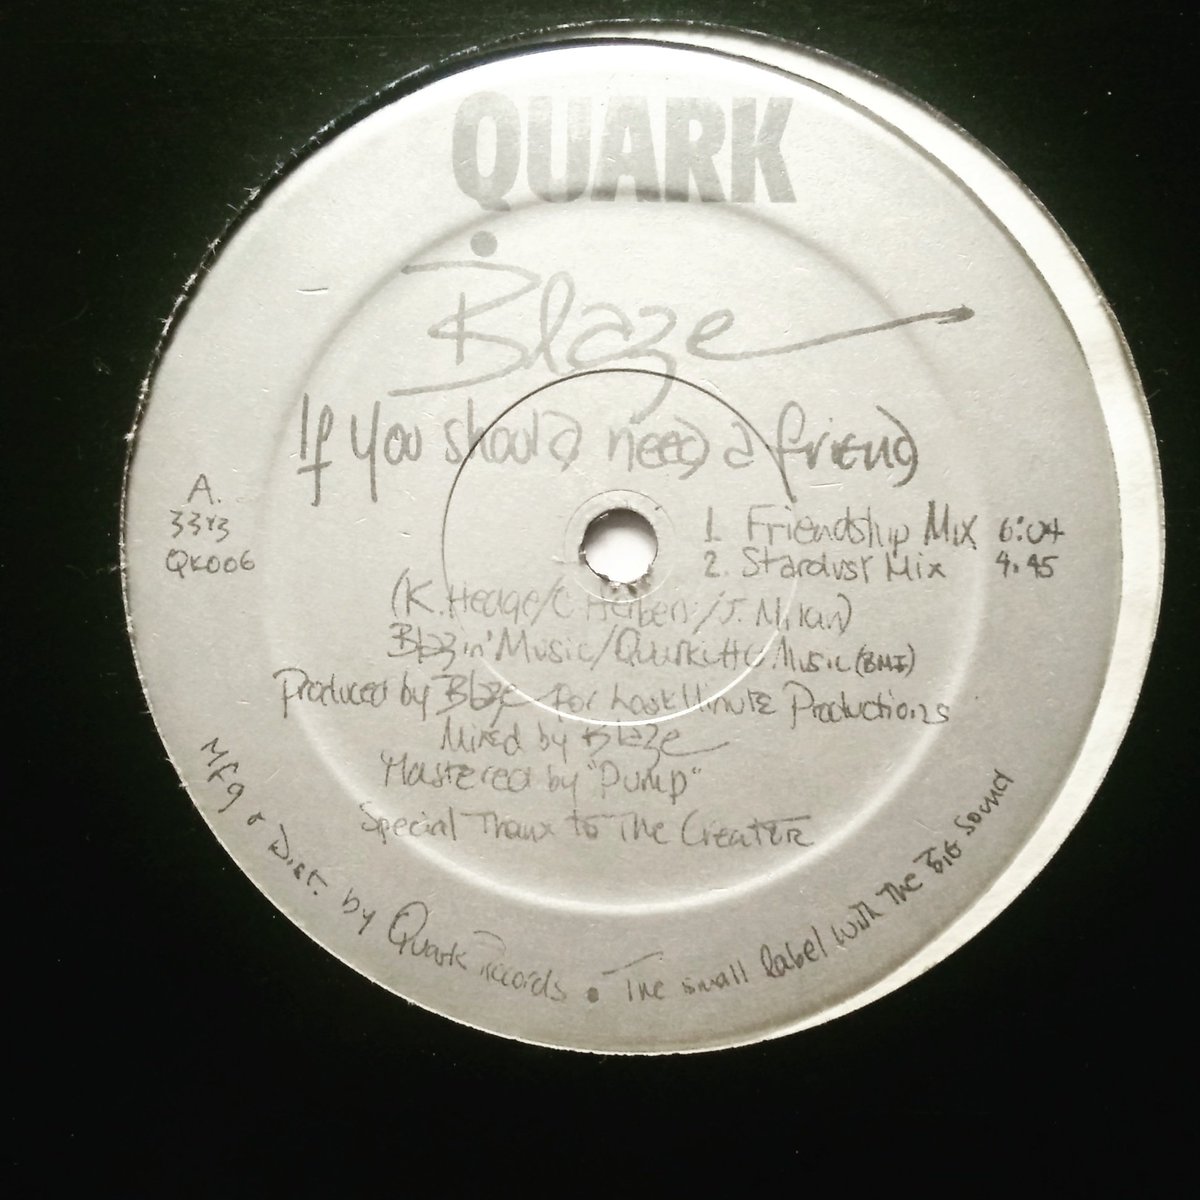 QUARK
Blaze
If you should need a friend
A.
33⅓
QK006
1. Friendship Mix 6:04
2. Stardust Mix 4.45
(K. Hedge/C. Herbert/J. Milan)
Blazin' Music/Quarkette Music (BMI)
Produced by Blaze for Last Minute Productions
Mixed by Blaze
Mastered by "Pump"
Special Thanx to The Creator
Mfg & Dist. by Quark Records • The small label with the BIG sound